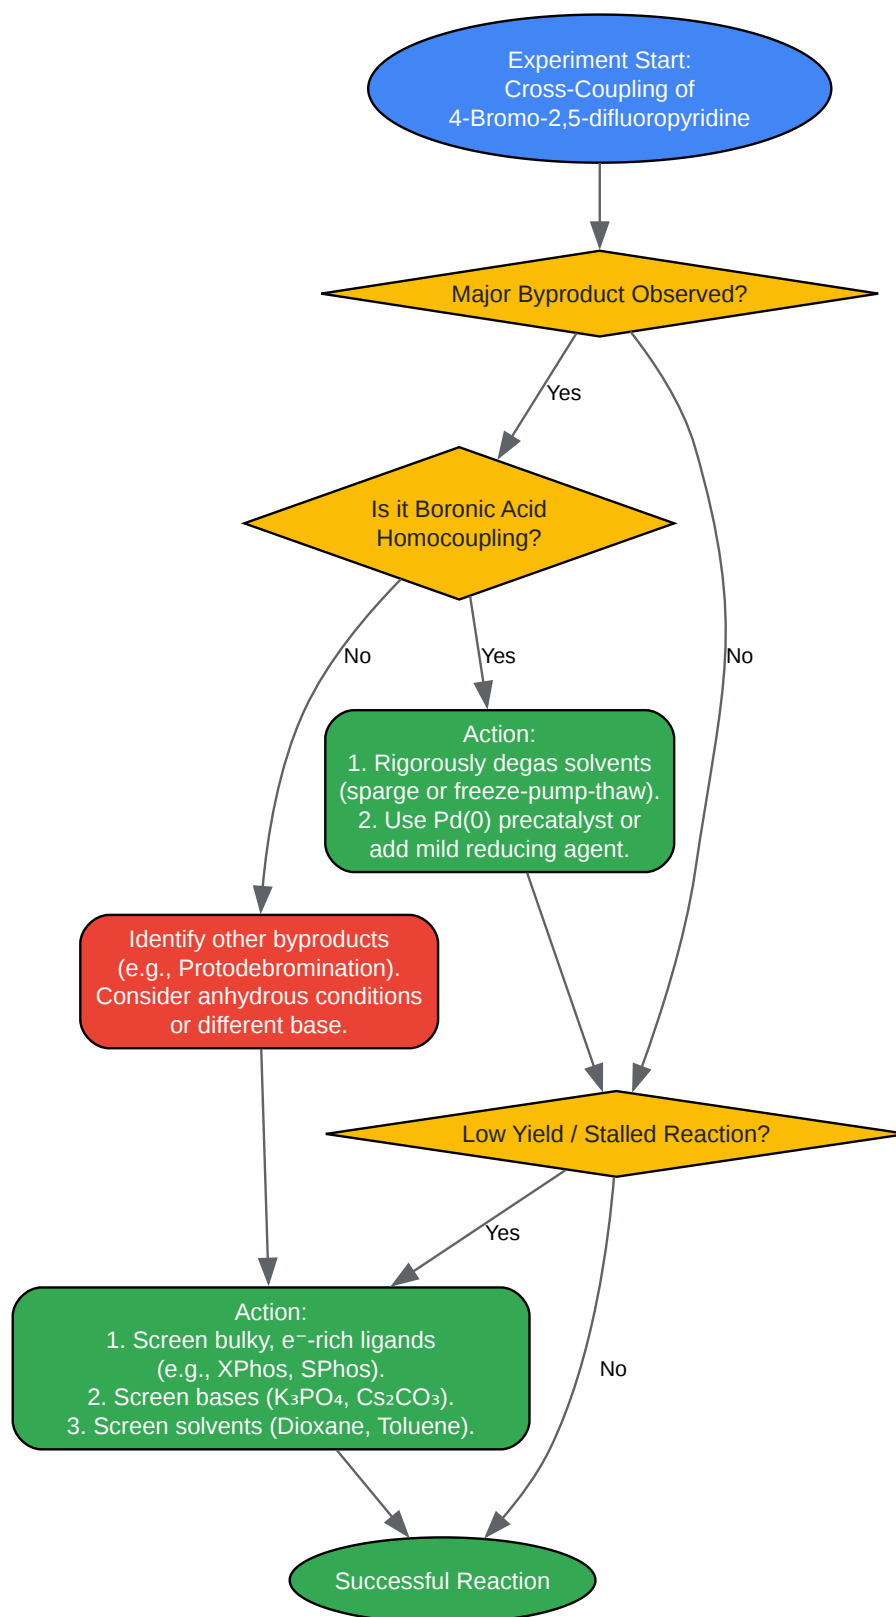 Experiment Start:
Cross-Coupling of
4-Bromo-2,5-difluoropyridine
Major Byproduct Observed?
Yes
Is it Boronic Acid
Homocoupling?
No
Yes
No
Action:
1. Rigorously degas solvents
(sparge or freeze-pump-thaw).
2. Use Pd(0) precatalyst or
add mild reducing agent.
Identify other byproducts
(e.g., Protodebromination).
Consider anhydrous conditions
or different base.
Low Yield / Stalled Reaction?
Yes
Action:
1. Screen bulky, e⁻-rich ligands
(e.g., XPhos, SPhos).
2. Screen bases (K₃PO₄, Cs₂CO₃).
3. Screen solvents (Dioxane, Toluene).
No
Successful Reaction